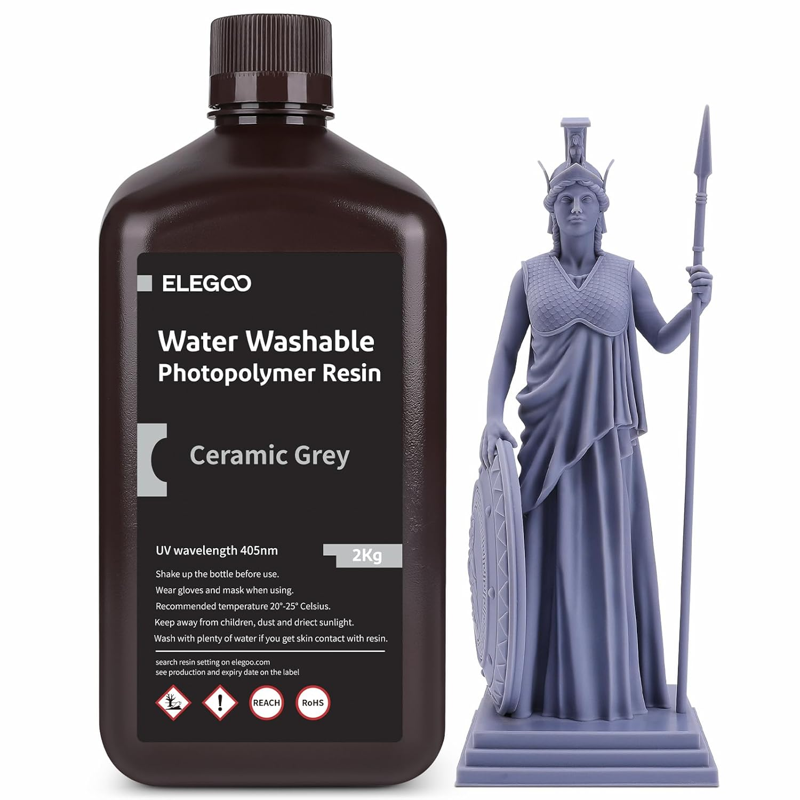 ELEGOO
Water Washable
Photopolymer Resin
Ceramic Grey
UV wavelength 405nm
2Kg
Shake up the bottle before use.
Wear gloves and mask when using.
Recommended temperature 20°-25° Celsius.
Keep away from children, dust and driect sunlight.
Wash with plenty of water if you get skin contact with resin.
search resin setting on elegoo.com
see production and expiry date on the label
!
REACH
RoHS